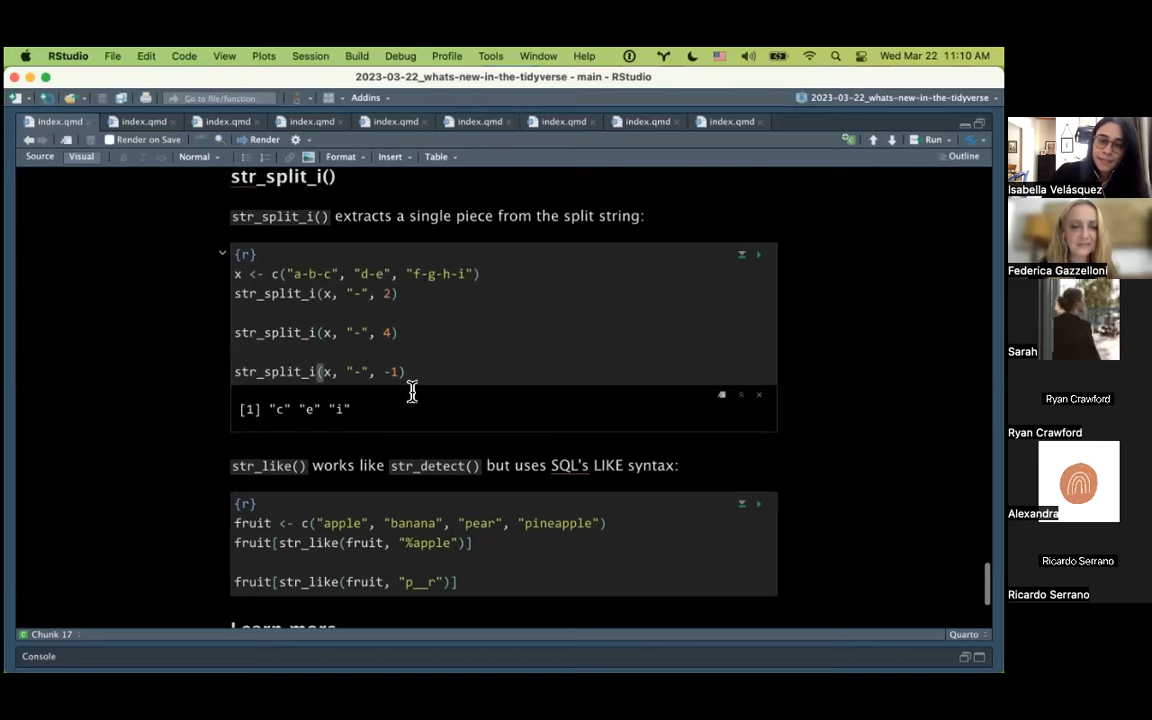 RStudio File Edit Code View Plots Session Build Debug Profile Tools Window Help Wed Mar 22 11:10 AM
2023-03-22_whats-new-in-the-tidyverse - main - RStudio
Go to file/function Addins 2023-03-22_whats-new-in-the-tidyverse
index.qmd index.qmd index.qmd index.qmd index.qmd index.qmd index.qmd index.qmd index.qmd
Render on Save Render Run
Source Visual Normal Format Insert Table Outline
str_split_i()
str_split_i() extracts a single piece from the split string:
{r}
x <- c("a-b-c", "d-e", "f-g-h-i")
str_split_i(x, "-", 2)
str_split_i(x, "-", 4)
str_split_i(x, "-", -1)
[1] "c" "e" "i"
str_like() works like str_detect() but uses SQL's LIKE syntax:
{r}
fruit <- c("apple", "banana", "pear", "pineapple")
fruit[str_like(fruit, "%apple")]
fruit[str_like(fruit, "p__r")]
Learn more
Chunk 17 Quarto
Console
Isabella Velásquez
Federica Gazzelloni
Sarah
Ryan Crawford
Ryan Crawford
Alexandra
Ricardo Serrano
Ricardo Serrano